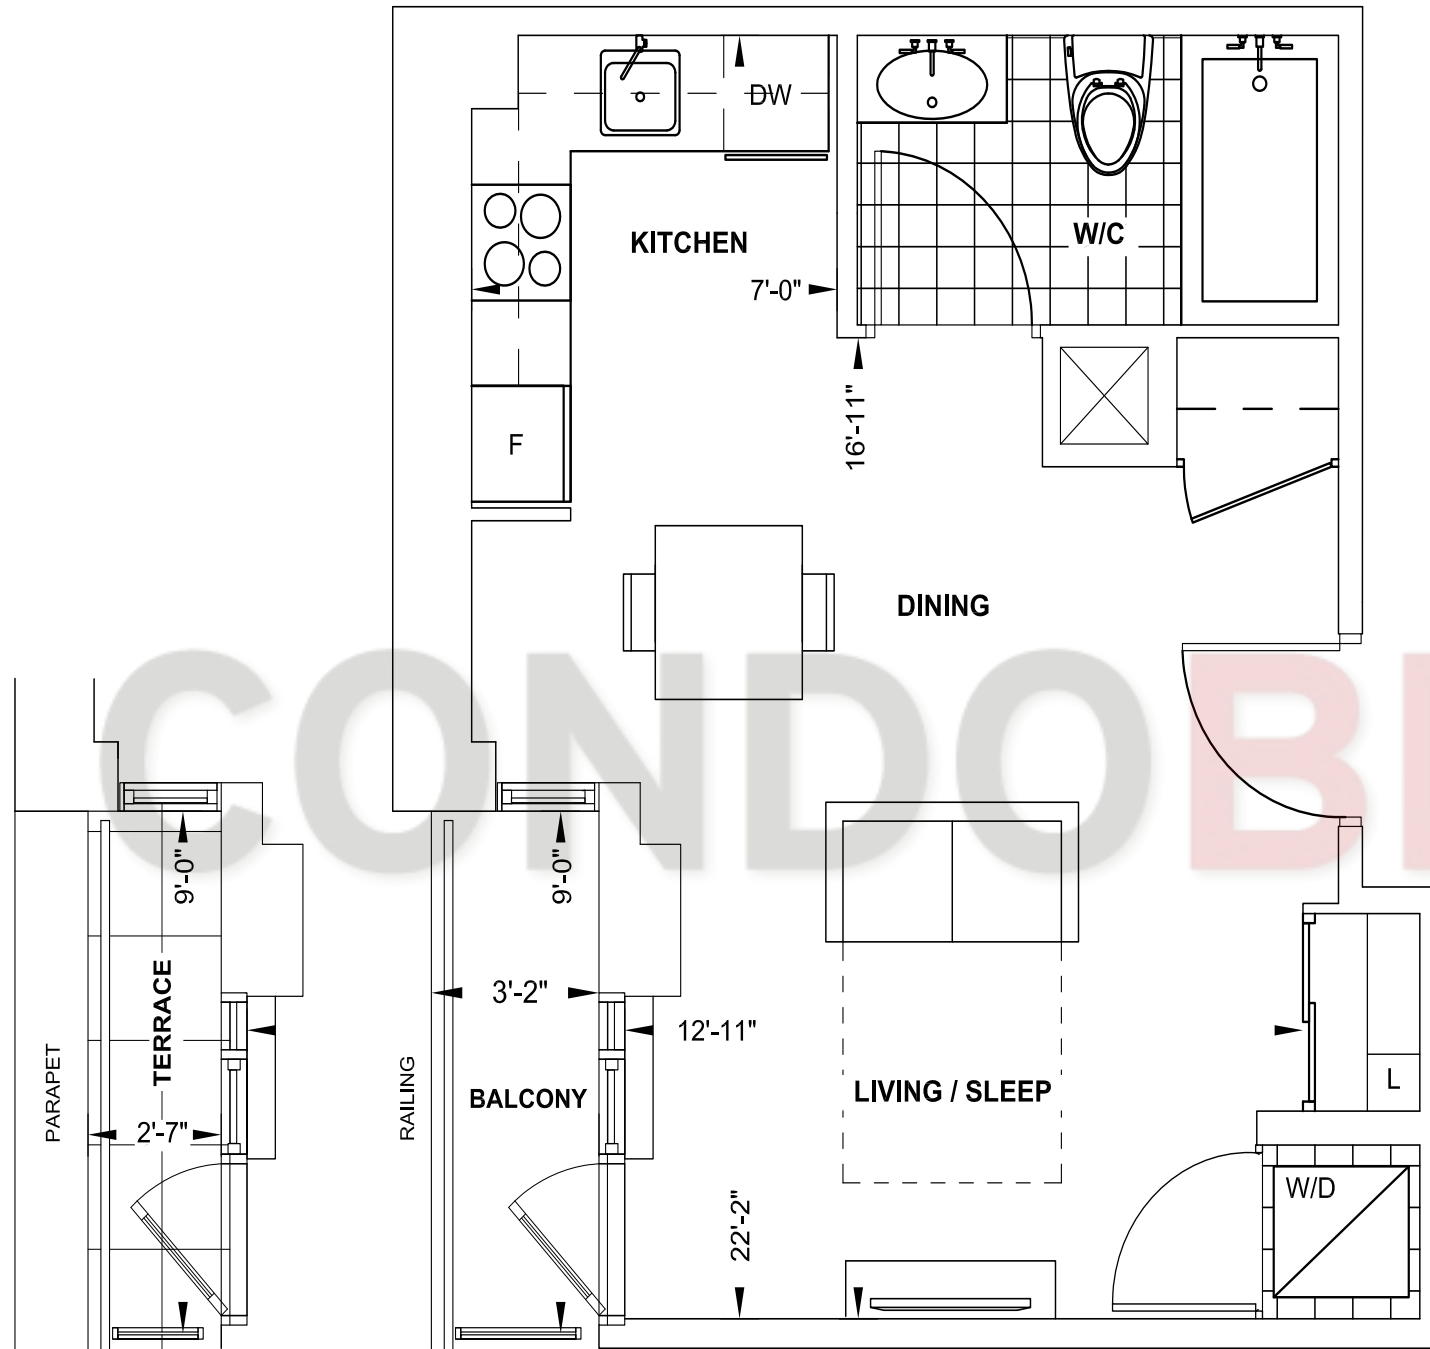 DW
KITCHEN
W/C
7'-0"
16'-11"
F
DINING
CONDOB
9'-0"
9'-0"
TERRACE
3'-2"
12'-11"
PARAPET
RAILING
BALCONY
LIVING / SLEEP
L
2'-7"
W/D
22'-2"